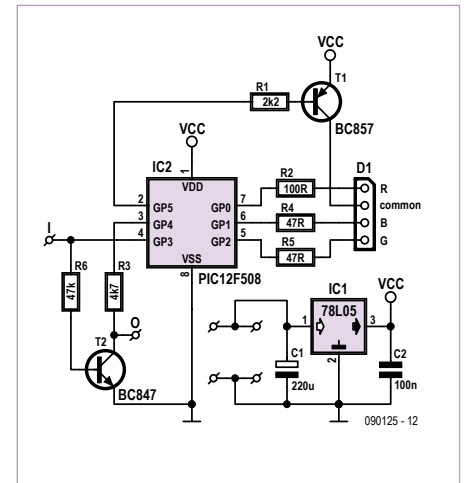 VCC
T1
R1
2k2
BC857
VCC
IC2
1
VDD
2
GP5
GP0
7
R2
100R
D1
R
common
3
GP4
GP1
6
R4
47R
B
I
4
GP3
GP2
5
R5
47R
G
VSS
8
PIC12F508
R6
47k
R3
4k7
O
T2
BC847
IC1
VCC
1
78L05
3
2
C1
220u
C2
100n
090125 - 12